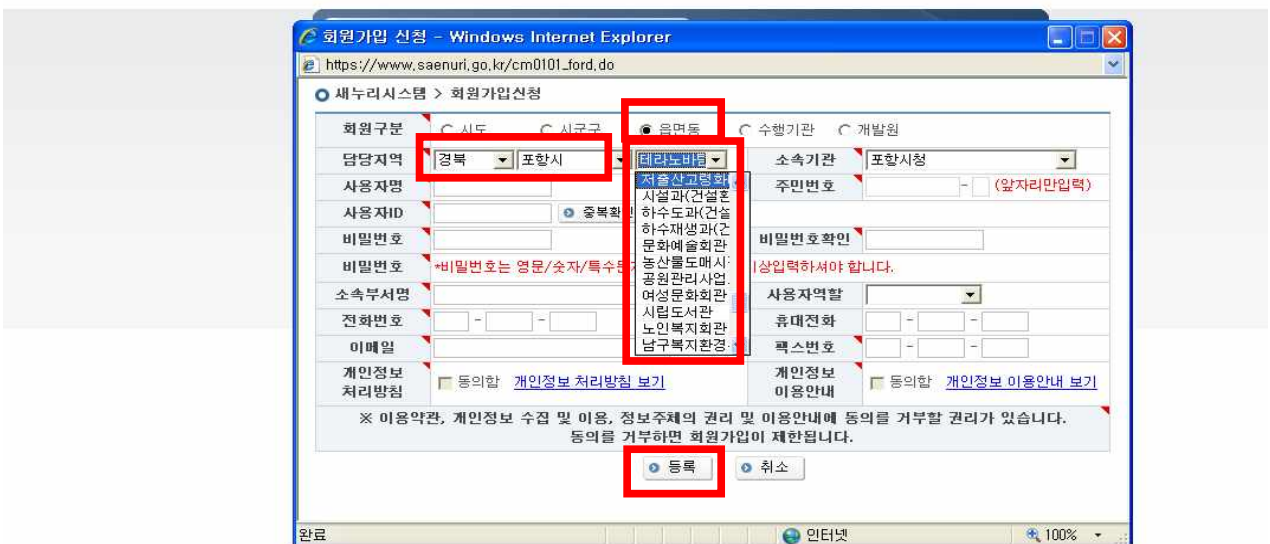 회원가입 신청 - Windows Internet Explorer
https://www.saenuri.go.kr/cm0101_ford.do
새누리시스템 > 회원가입신청
회원구분 시도 시군구 읍면동 수행기관 개발원
담당지역 경북 포항시 테라노바팀 소속기관 포항시청
사용자명 저출산고령화 주민번호 - (앞자리만입력)
시설과(건설환
사용자ID 중복확인 하수도과(건설
하수재생과(건
비밀번호 문화예술회관 비밀번호확인
비밀번호 *비밀번호는 영문/숫자/특수문 농산물도매시 상입력하셔야 합니다.
공원관리사업
소속부서명 여성문화회관 사용자역할
시립도서관
전화번호 - - 노인복지회관 휴대전화 - -
이메일 남구복지환경 팩스번호 - -
개인정보 처리방침 동의함 개인정보 처리방침 보기 개인정보 이용안내 동의함 개인정보 이용안내 보기
※ 이용약관, 개인정보 수집 및 이용, 정보주체의 권리 및 이용안내에 동의를 거부할 권리가 있습니다.
동의를 거부하면 회원가입이 제한됩니다.
등록 취소
완료 인터넷 100%